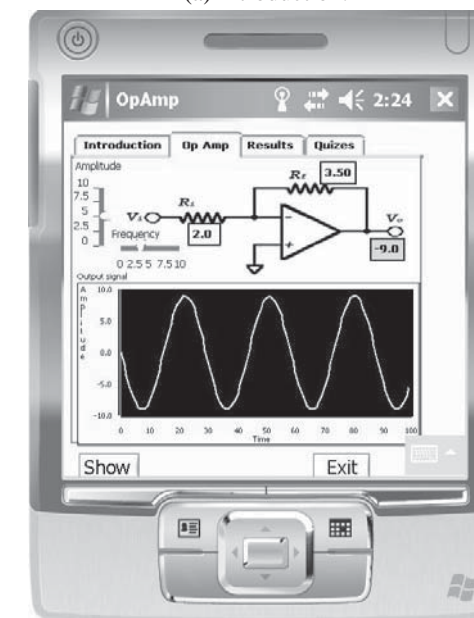 OpAmp 2:24 X
Introduction Op Amp Results Quizes
Amplitude
10
7.5
5
2.5
0
Frequency
0 2.5 5 7.5 10
Vs
Rs
2.0
Rf
3.50
-
+
Vo
-9.0
Output signal
Amplitude
10.0
5.0
0.0
-5.0
-10.0
0 10 20 30 40 50 60 70 80 90 100
Time
Show Exit